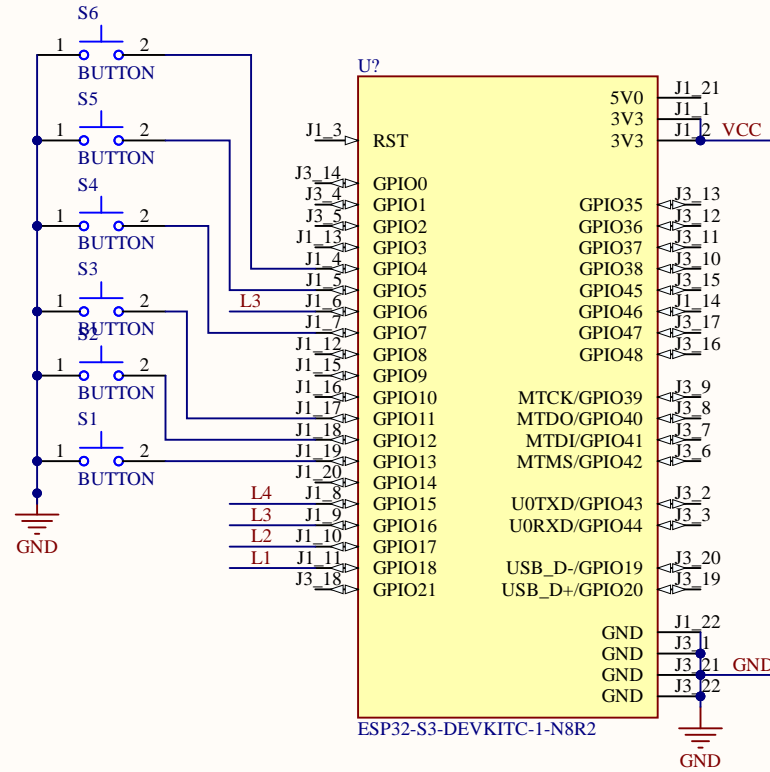 S6
1 2
BUTTON
S5
1 2
BUTTON
S4
1 2
BUTTON
S3
1 2
BUTTON
S2
1 2
BUTTON
S1
1 2
BUTTON
GND
U?
J1_3 RST
J3_14 GPIO0
J3_4 GPIO1
J3_5 GPIO2
J1_13 GPIO3
J1_4 GPIO4
J1_5 GPIO5
L3 J1_6 GPIO6
J1_7 GPIO7
J1_12 GPIO8
J1_15 GPIO9
J1_16 GPIO10
J1_17 GPIO11
J1_18 GPIO12
J1_19 GPIO13
J1_20 GPIO14
L4 J1_8 GPIO15
L3 J1_9 GPIO16
L2 J1_10 GPIO17
L1 J1_11 GPIO18
J3_18 GPIO21
5V0 J1_21
3V3 J1_1
3V3 J1_2 VCC
GPIO35 J3_13
GPIO36 J3_12
GPIO37 J3_11
GPIO38 J3_10
GPIO45 J3_15
GPIO46 J1_14
GPIO47 J3_17
GPIO48 J3_16
MTCK/GPIO39 J3_9
MTDO/GPIO40 J3_8
MTDI/GPIO41 J3_7
MTMS/GPIO42 J3_6
U0TXD/GPIO43 J3_2
U0RXD/GPIO44 J3_3
USB_D-/GPIO19 J3_20
USB_D+/GPIO20 J3_19
GND J1_22
GND J3_1
GND J3_21 GND
GND J3_22
ESP32-S3-DEVKITC-1-N8R2
GND